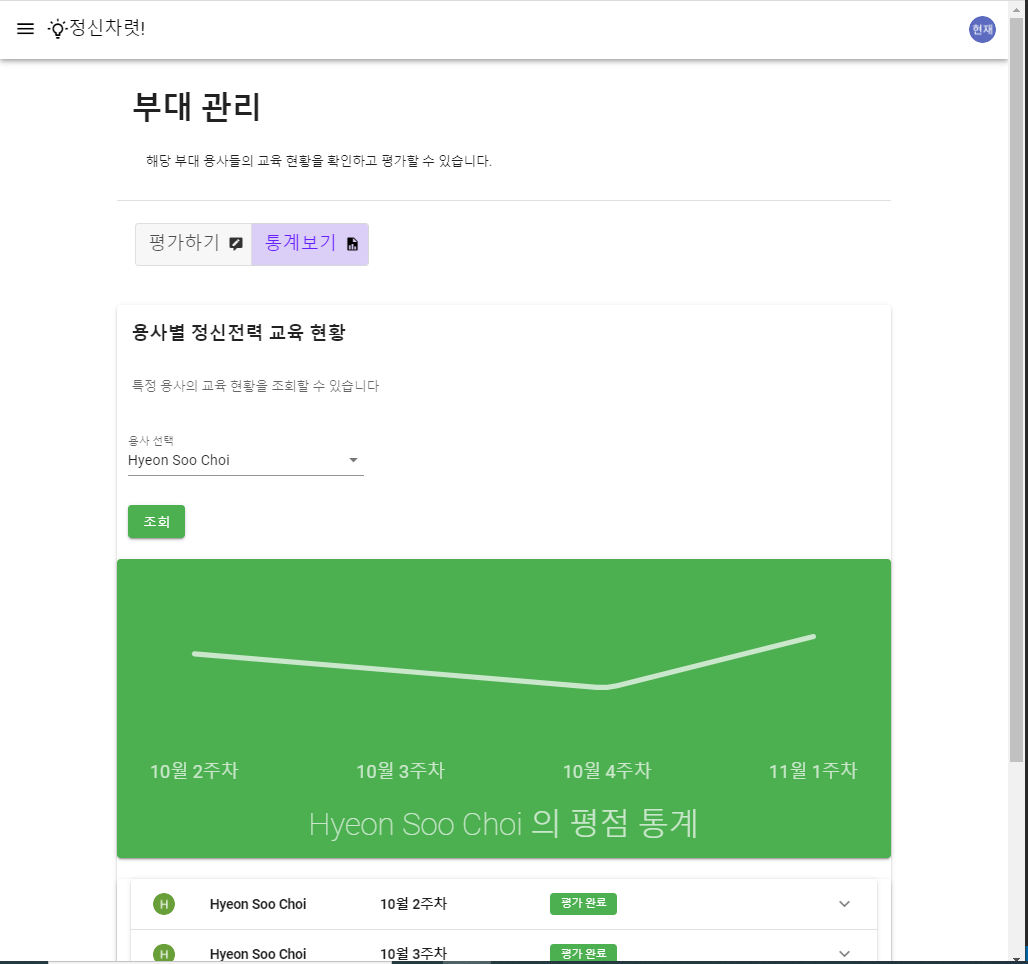 정신차렷!
현재
부대 관리
해당 부대 용사들의 교육 현황을 확인하고 평가할 수 있습니다.
평가하기 통계보기
용사별 정신전력 교육 현황
특정 용사의 교육 현황을 조회할 수 있습니다
용사 선택
Hyeon Soo Choi
조회
10월 2주차 10월 3주차 10월 4주차 11월 1주차
Hyeon Soo Choi 의 평점 통계
H Hyeon Soo Choi 10월 2주차 평가 완료
H Hyeon Soo Choi 10월 3주차 평가 완료